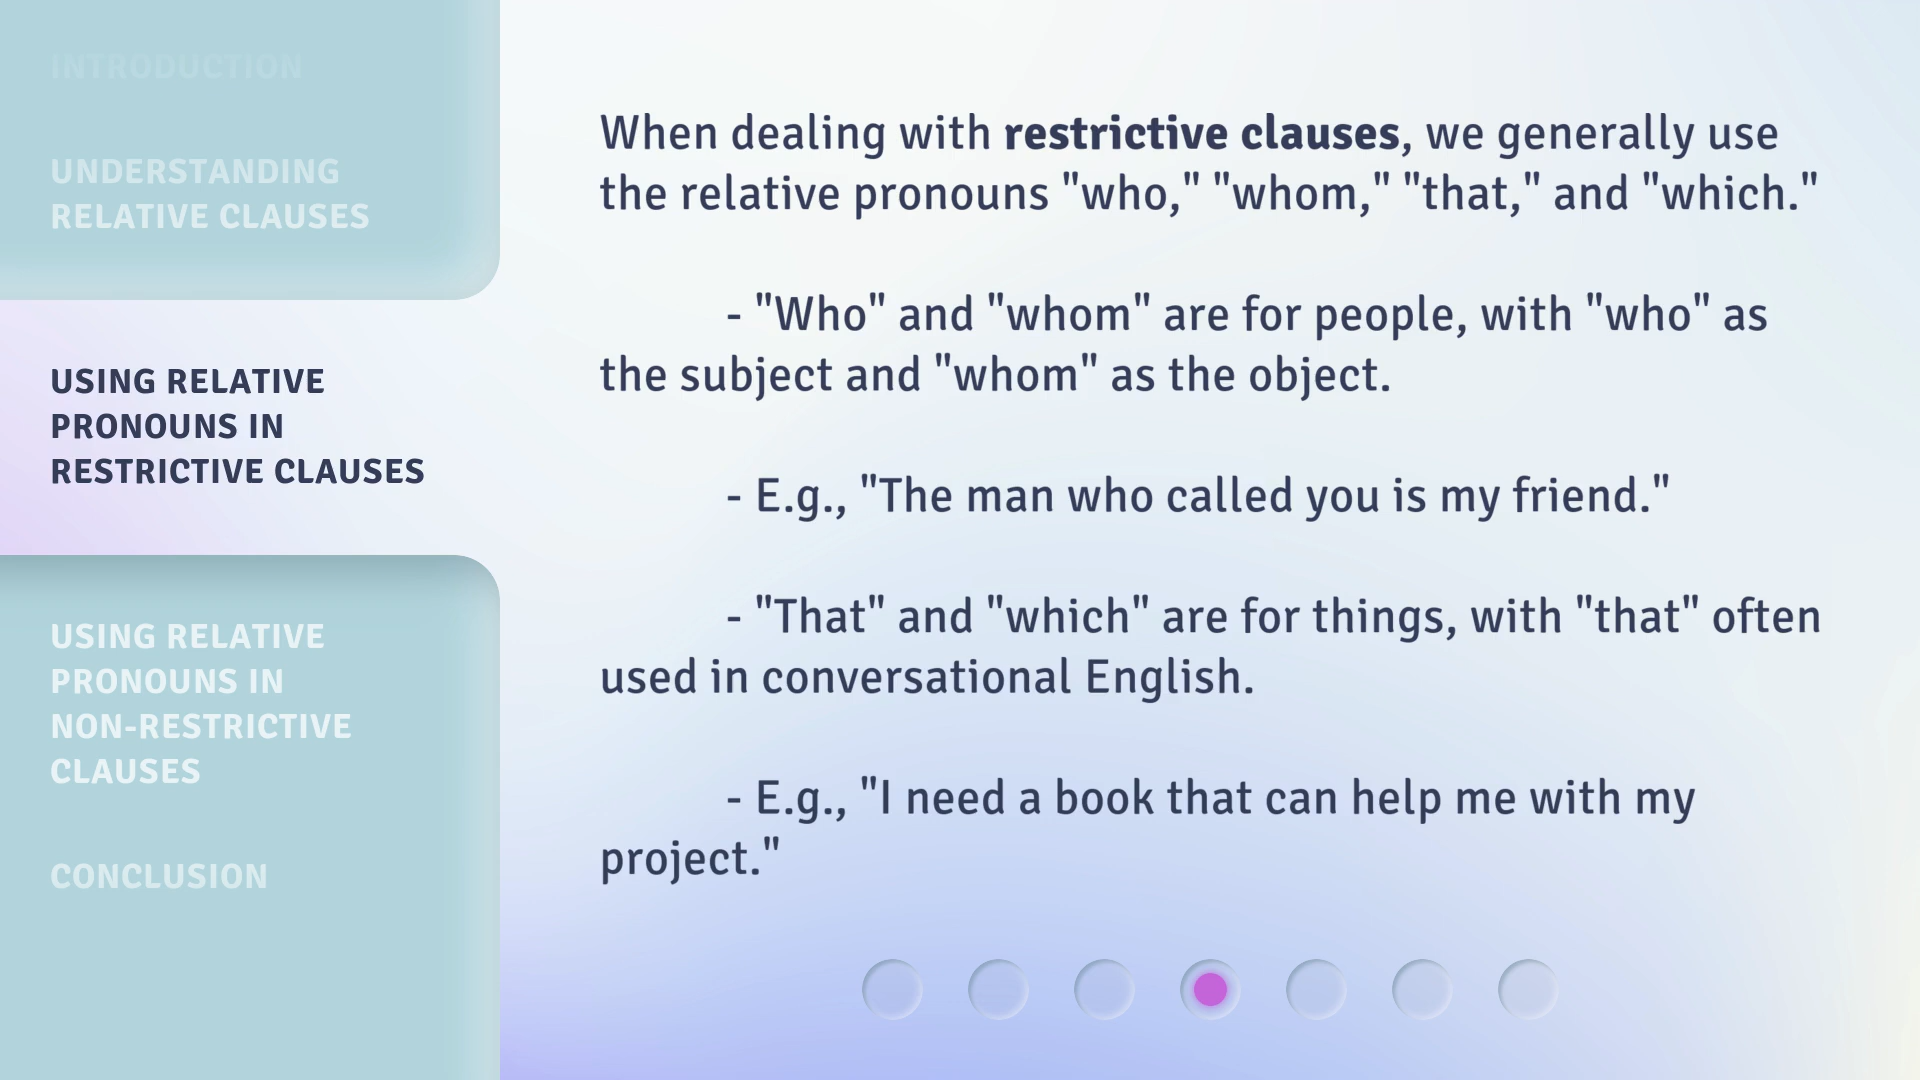 INTRODUCTION
UNDERSTANDING
RELATIVE CLAUSES
USING RELATIVE
PRONOUNS IN
RESTRICTIVE CLAUSES
USING RELATIVE
PRONOUNS IN
NON-RESTRICTIVE
CLAUSES
CONCLUSION
When dealing with restrictive clauses, we generally use
the relative pronouns "who," "whom," "that," and "which."
- "Who" and "whom" are for people, with "who" as
the subject and "whom" as the object.
- E.g., "The man who called you is my friend."
- "That" and "which" are for things, with "that" often
used in conversational English.
- E.g., "I need a book that can help me with my
project."